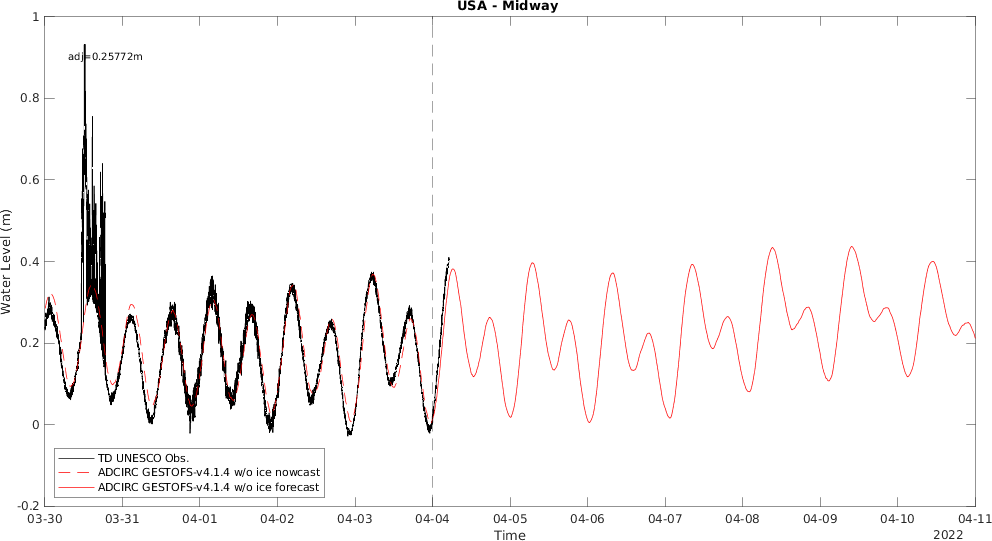 USA - Midway
adj=0.25772m
Water Level (m)
1
0.8
0.6
0.4
0.2
0
-0.2
TD UNESCO Obs.
ADCIRC GESTOFS-v4.1.4 w/o ice nowcast
ADCIRC GESTOFS-v4.1.4 w/o ice forecast
03-30 03-31 04-01 04-02 04-03 04-04 04-05 04-06 04-07 04-08 04-09 04-10 04-11
Time
2022